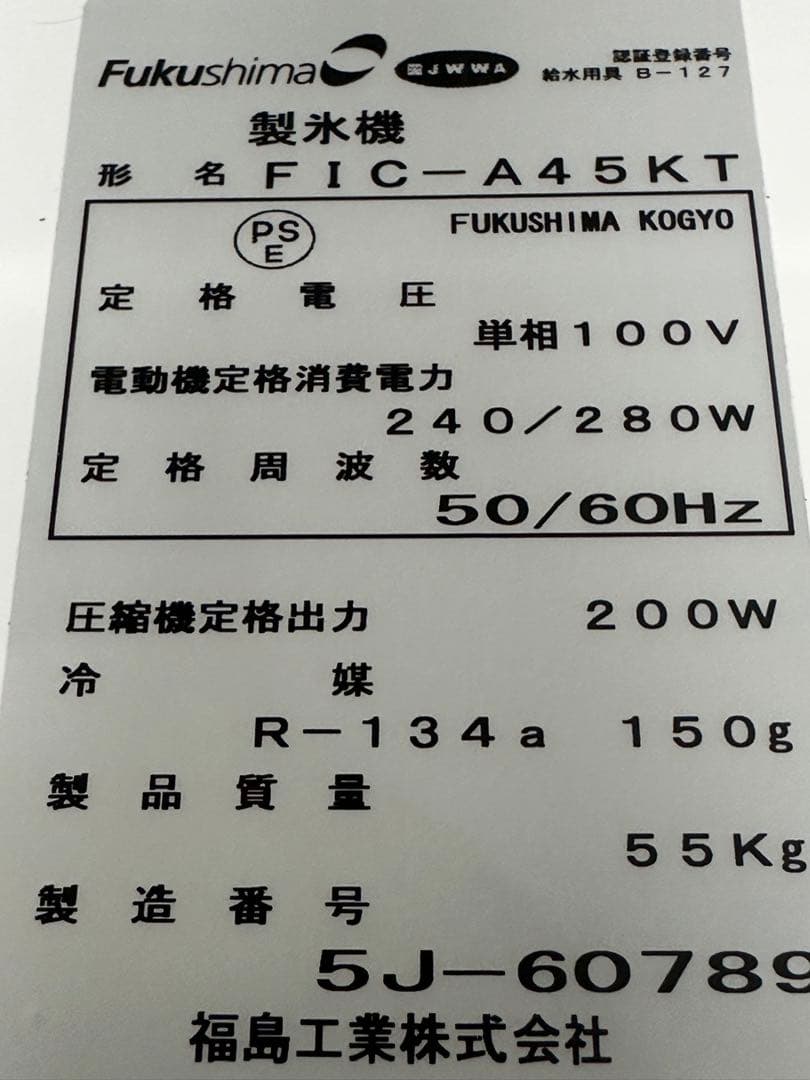 Fukushima JWWA 認証登録番号
給水用具 B-127
製氷機
形名 FIC-A45KT
PSE FUKUSHIMA KOGYO
定格電圧
単相100V
電動機定格消費電力
240/280W
定格周波数
50/60Hz
圧縮機定格出力 200W
冷媒
R-134a 150g
製品質量
55Kg
製造番号
5J-60789
福島工業株式会社